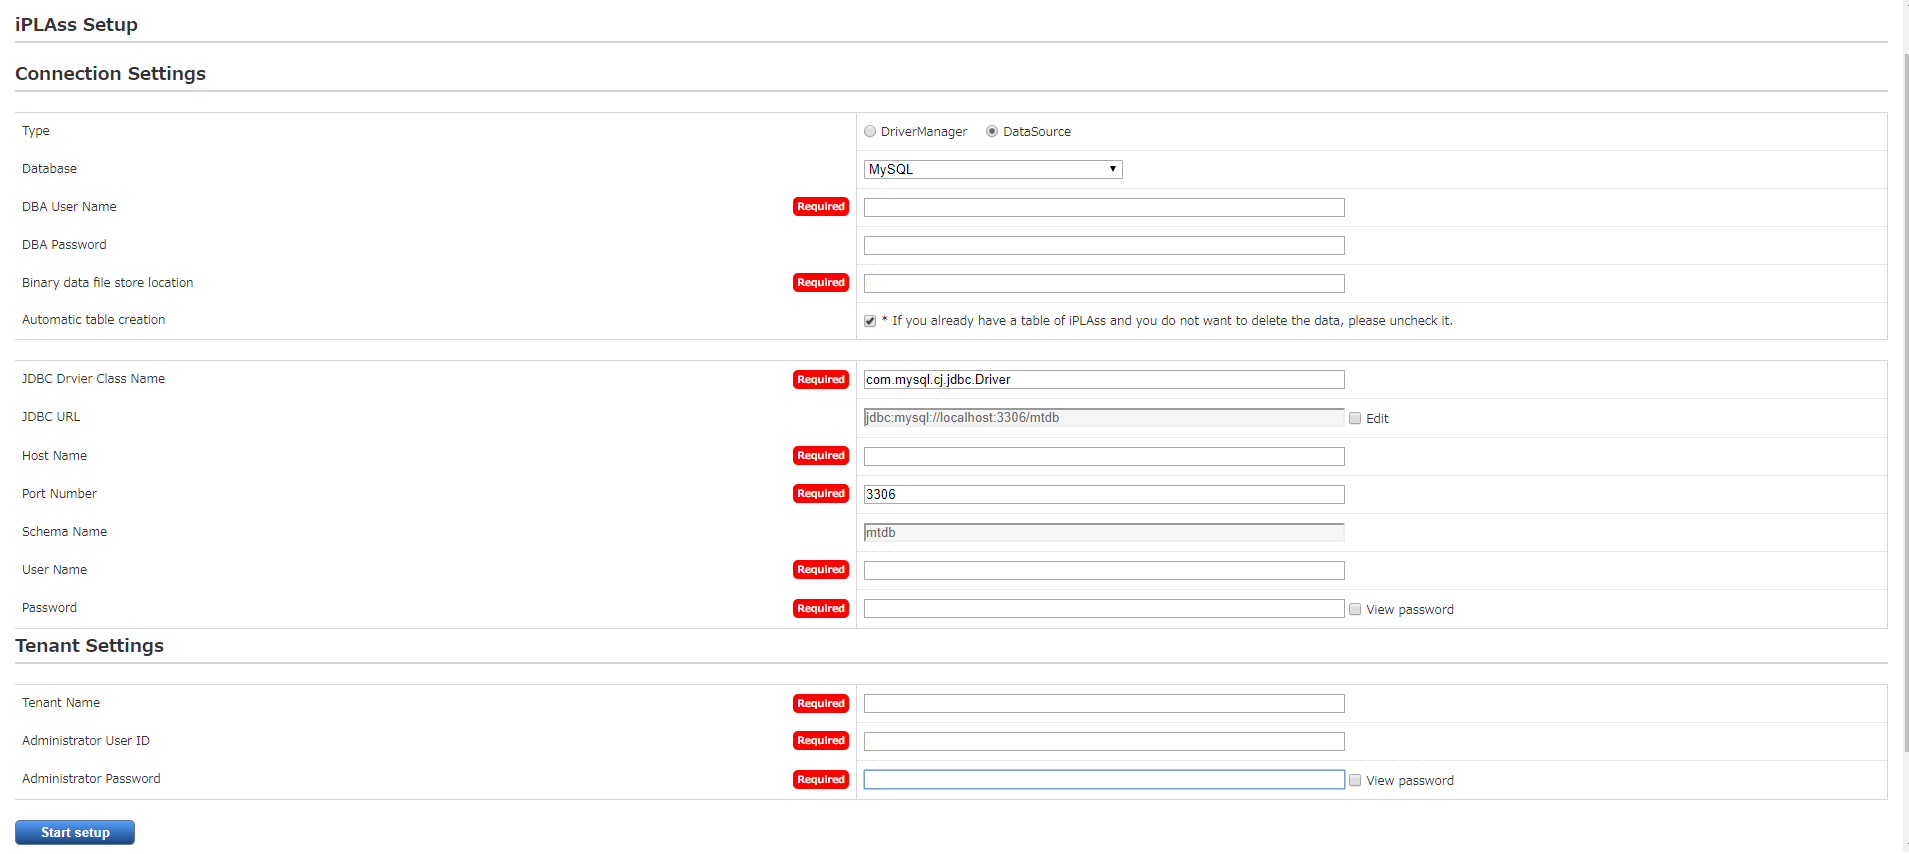 iPLAss Setup
Connection Settings
Type DriverManager DataSource
Database MySQL
DBA User Name Required
DBA Password
Binary data file store location Required
Automatic table creation * If you already have a table of iPLAss and you do not want to delete the data, please uncheck it.
JDBC Drvier Class Name Required com.mysql.cj.jdbc.Driver
JDBC URL jdbc:mysql://localhost:3306/mtdb Edit
Host Name Required
Port Number Required 3306
Schema Name mtdb
User Name Required
Password Required View password
Tenant Settings
Tenant Name Required
Administrator User ID Required
Administrator Password Required View password
Start setup